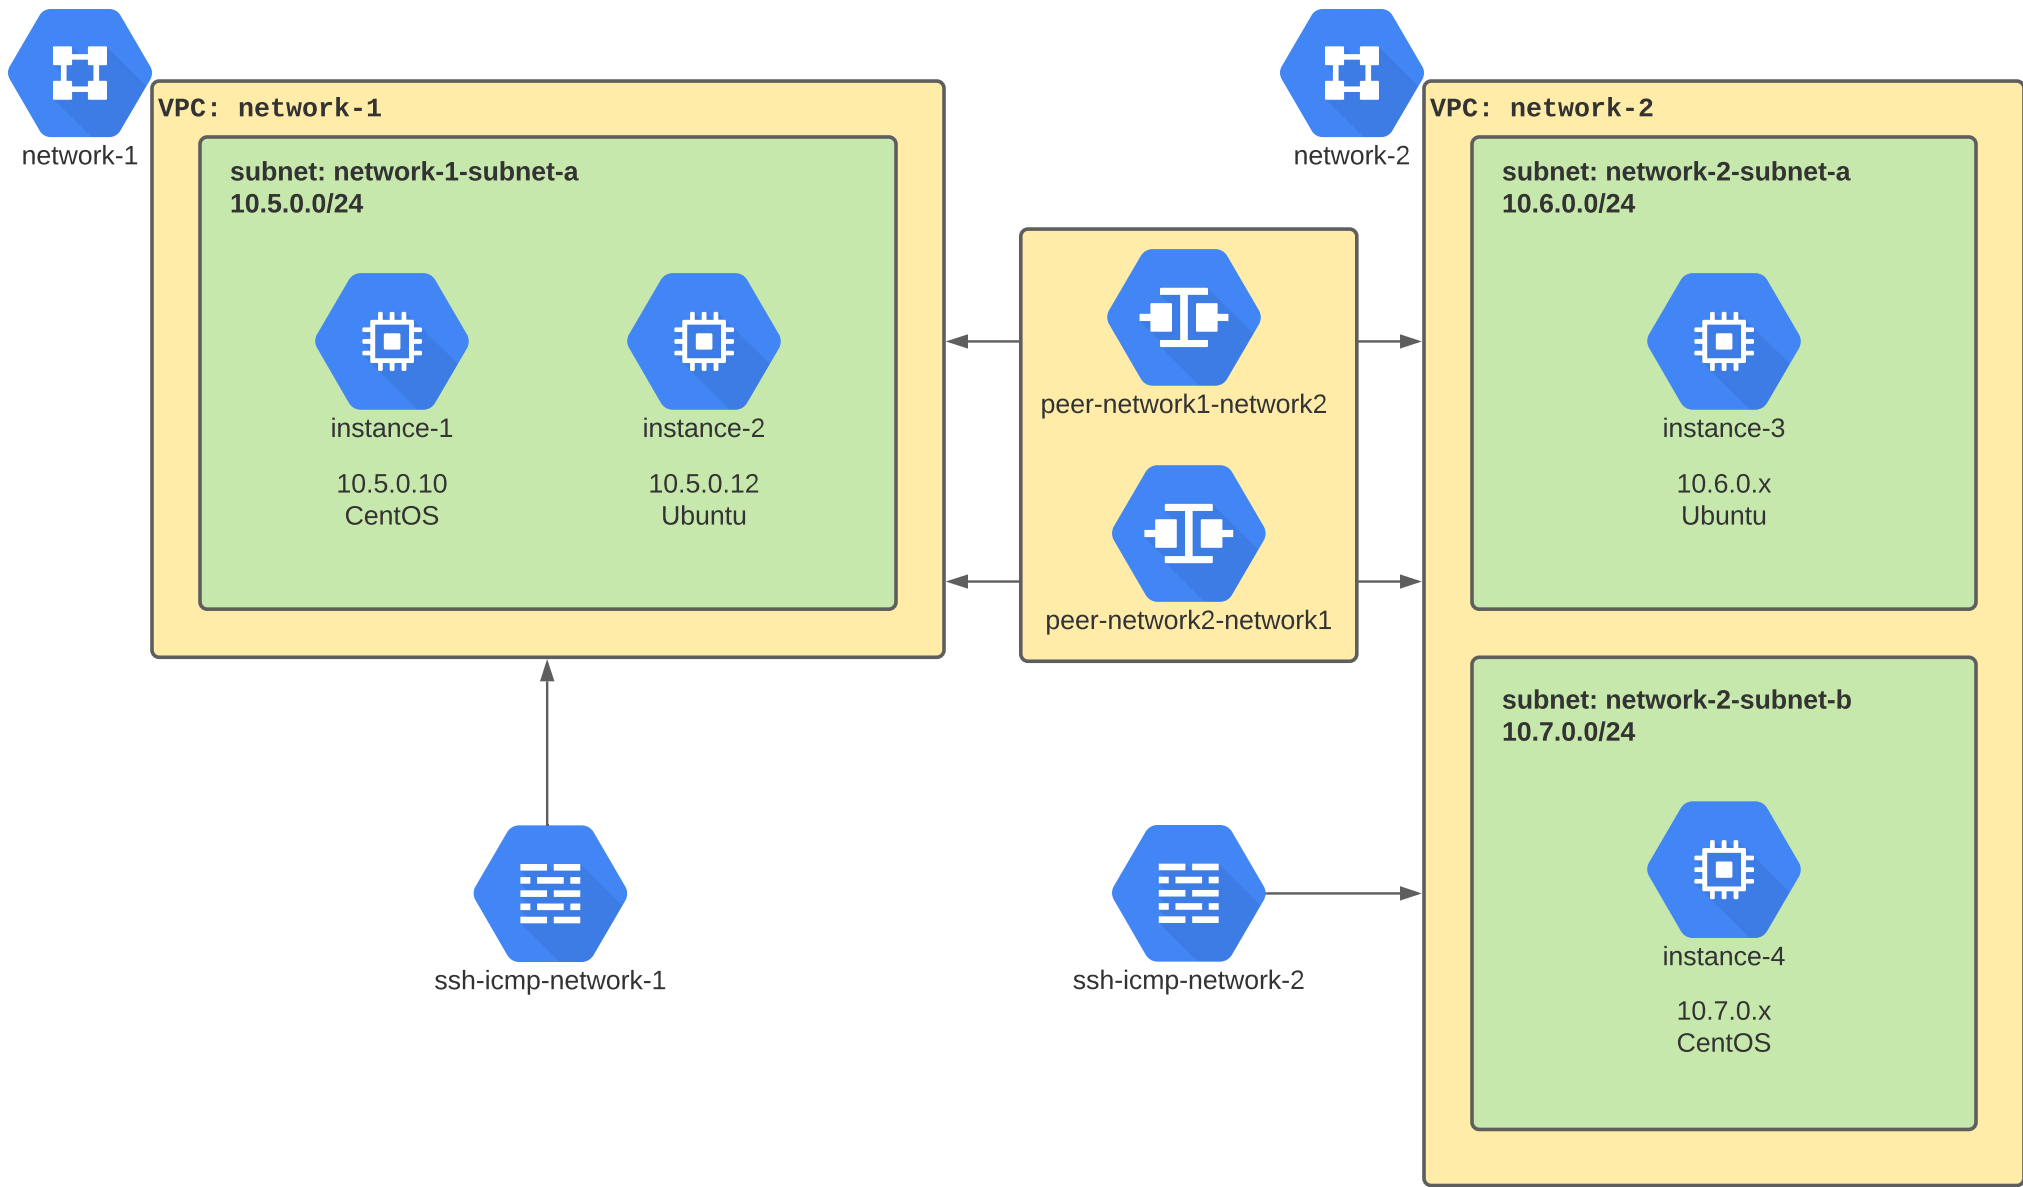 network-1
VPC: network-1
subnet: network-1-subnet-a
10.5.0.0/24
instance-1
10.5.0.10
CentOS
instance-2
10.5.0.12
Ubuntu
peer-network1-network2
peer-network2-network1
network-2
VPC: network-2
subnet: network-2-subnet-a
10.6.0.0/24
instance-3
10.6.0.x
Ubuntu
subnet: network-2-subnet-b
10.7.0.0/24
instance-4
10.7.0.x
CentOS
ssh-icmp-network-1
ssh-icmp-network-2